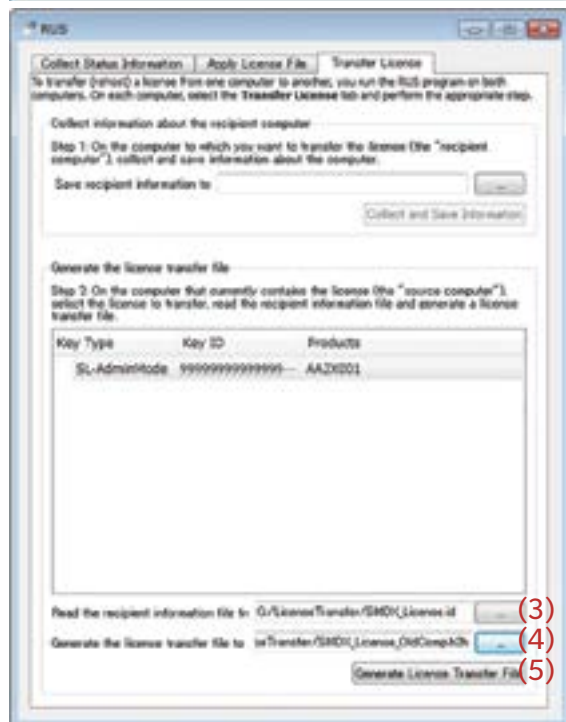 RUS
Collect Status Information Apply License File Transfer License
To transfer (rehost) a license from one computer to another, you run the RUS program on both
computers. On each computer, select the Transfer License tab and perform the appropriate step.
Collect information about the recipient computer
Step 1: On the computer to which you want to transfer the license (the "recipient
computer"), collect and save information about the computer.
Save recipient information to ...
Collect and Save Information
Generate the license transfer file
Step 2: On the computer that currently contains the license (the "source computer"),
select the license to transfer, read the recipient information file and generate a license
transfer file.
Key Type Key ID Products
SL-AdminMode 99999999999999... AA2X001
Read the recipient information file fr G:/LicenseTransfer/SMDX_License.id ... (3)
Generate the license transfer file to ... (4)
Generate License Transfer File (5)